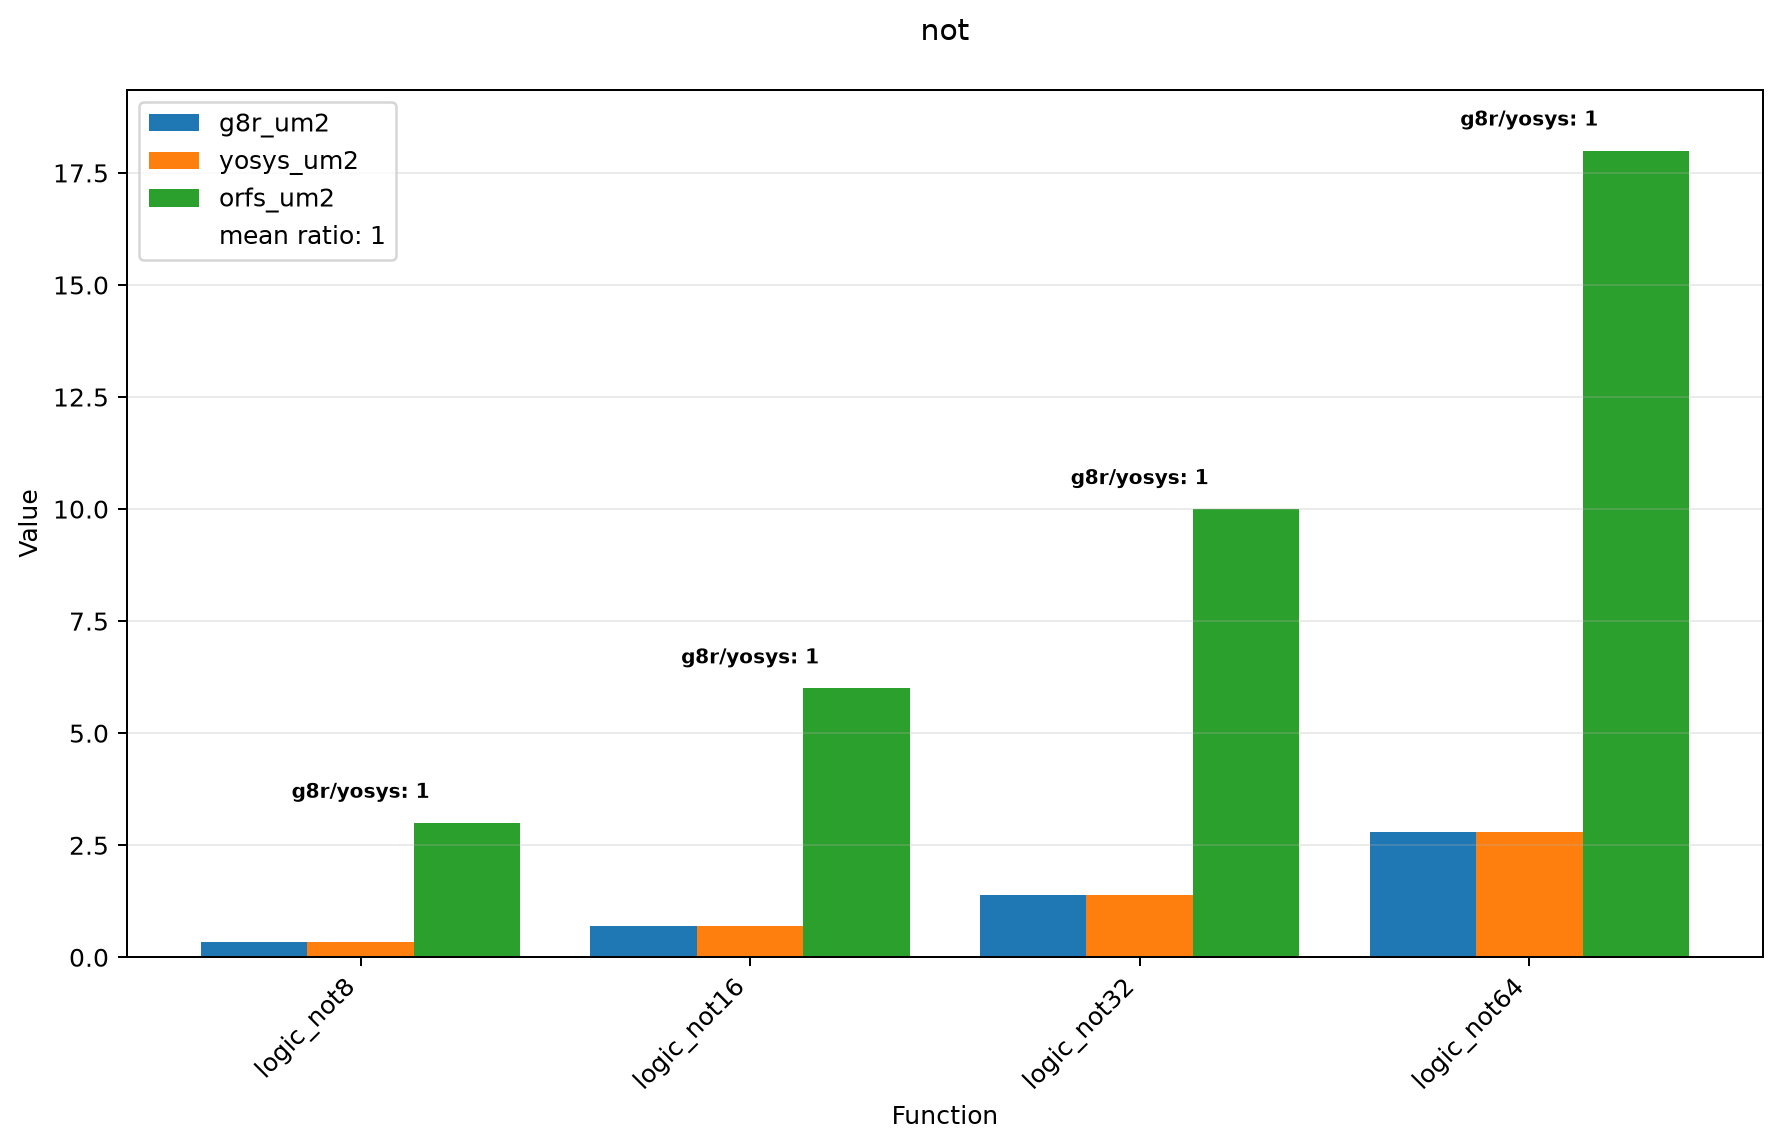 not
g8r_um2
yosys_um2
orfs_um2
mean ratio: 1
g8r/yosys: 1
g8r/yosys: 1
g8r/yosys: 1
g8r/yosys: 1
Value
17.5
15.0
12.5
10.0
7.5
5.0
2.5
0.0
logic_not8
logic_not16
logic_not32
logic_not64
Function